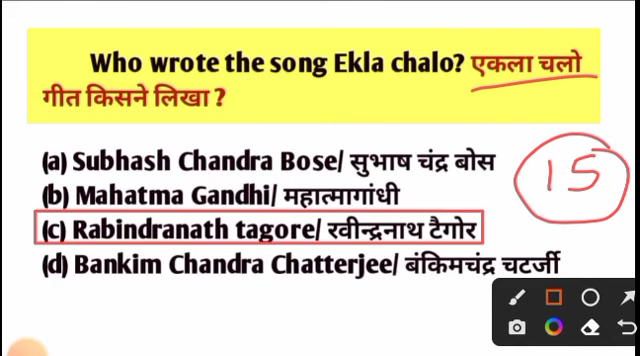 Who wrote the song Ekla chalo? एकला चलो
गीत किसने लिखा ?
(a) Subhash Chandra Bose/ सुभाष चंद्र बोस
(b) Mahatma Gandhi/ महात्मागांधी
(c) Rabindranath tagore/ रवीन्द्रनाथ टैगोर
(d) Bankim Chandra Chatterjee/ बंकिमचंद्र चटर्जी
15